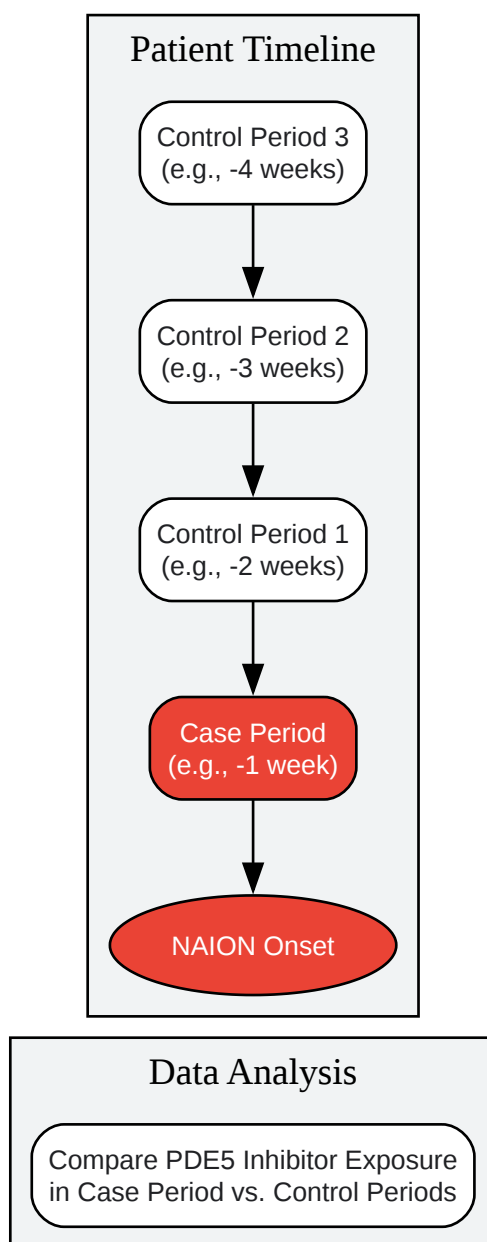 Patient Timeline
Control Period 3
(e.g., -4 weeks)
Control Period 2
(e.g., -3 weeks)
Control Period 1
(e.g., -2 weeks)
Case Period
(e.g., -1 week)
NAION Onset
Data Analysis
Compare PDE5 Inhibitor Exposure
in Case Period vs. Control Periods